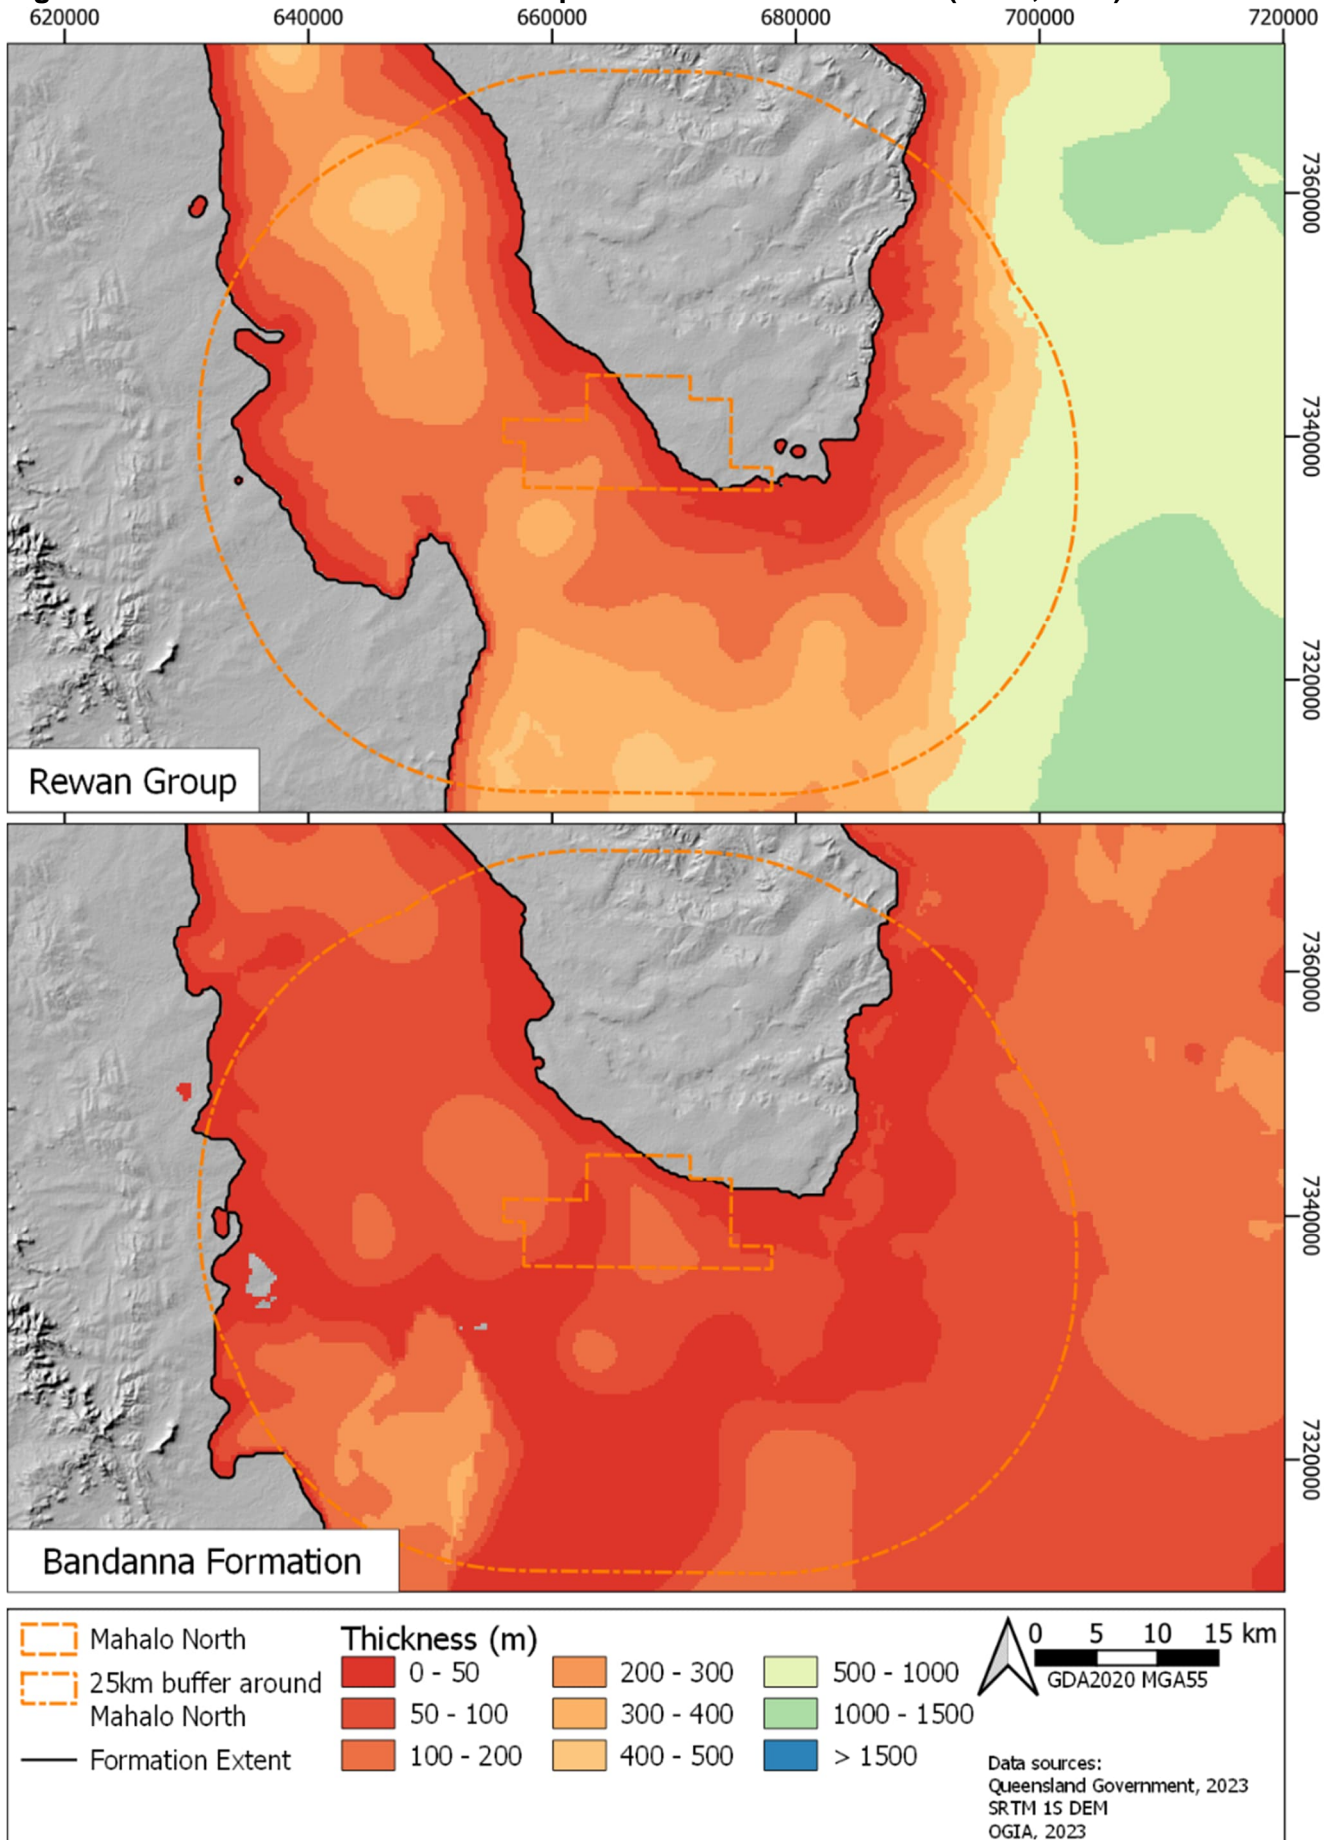 620000 640000 660000 680000 700000 720000
7360000
7340000
7320000
Rewan Group
7360000
7340000
7320000
Bandanna Formation
Mahalo North
25km buffer around
Mahalo North
Formation Extent
Thickness (m)
0 - 50
50 - 100
100 - 200
200 - 300
300 - 400
400 - 500
500 - 1000
1000 - 1500
> 1500
0 5 10 15 km
GDA2020 MGA55
Data sources:
Queensland Government, 2023
SRTM 1S DEM
OGIA, 2023